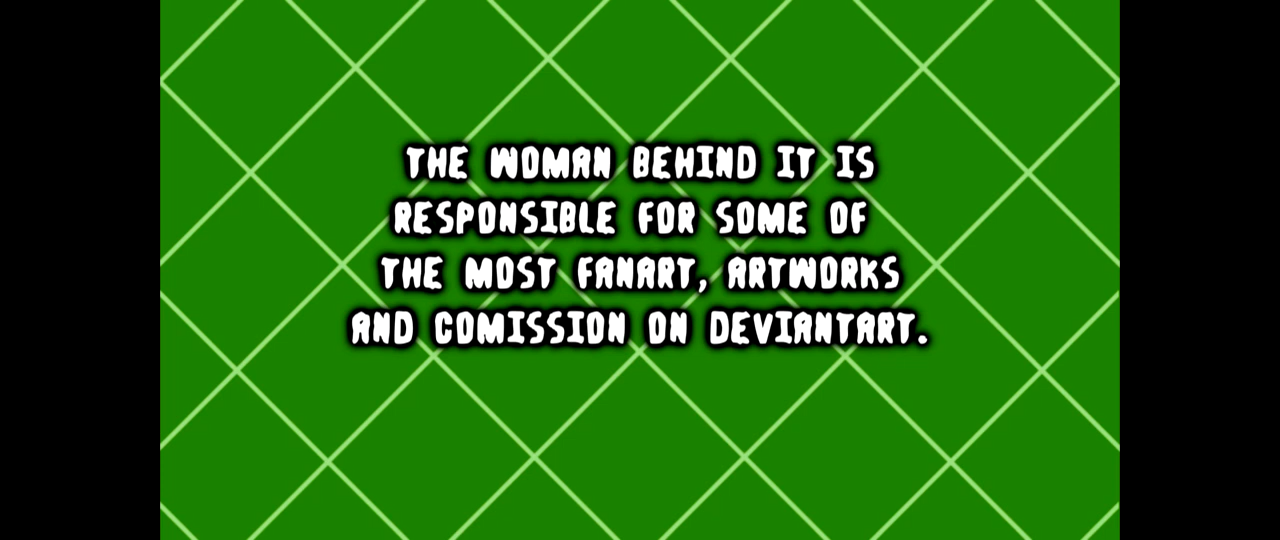 THE WOMAN BEHIND IT IS
RESPONSIBLE FOR SOME OF
THE MOST FANART, ARTWORKS
AND COMISSION ON DEVIANTART.